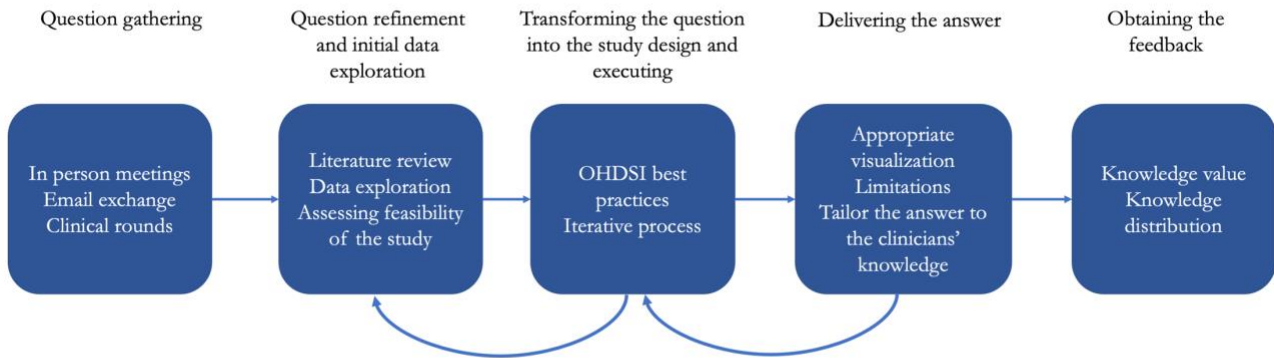 Question gathering
Question refinement
and initial data
exploration
Transforming the question
into the study design and
executing
Delivering the answer
Obtaining the
feedback
In person meetings
Email exchange
Clinical rounds
Literature review
Data exploration
Assessing feasibility
of the study
OHDSI best
practices
Iterative process
Appropriate
visualization
Limitations
Tailor the answer to
the clinicians’
knowledge
Knowledge value
Knowledge
distribution